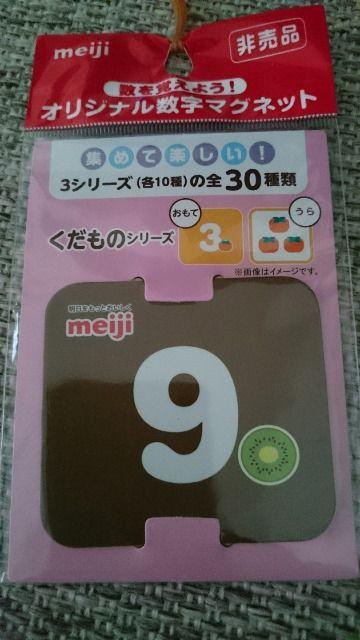 meiji
非売品
数を覚えよう!
オリジナル数字マグネット
集めて楽しい!
3シリーズ(各10種)の全30種類
くだものシリーズ
おもて
3
うら
※画像はイメージです。
明日をもっとおいしく
meiji
9